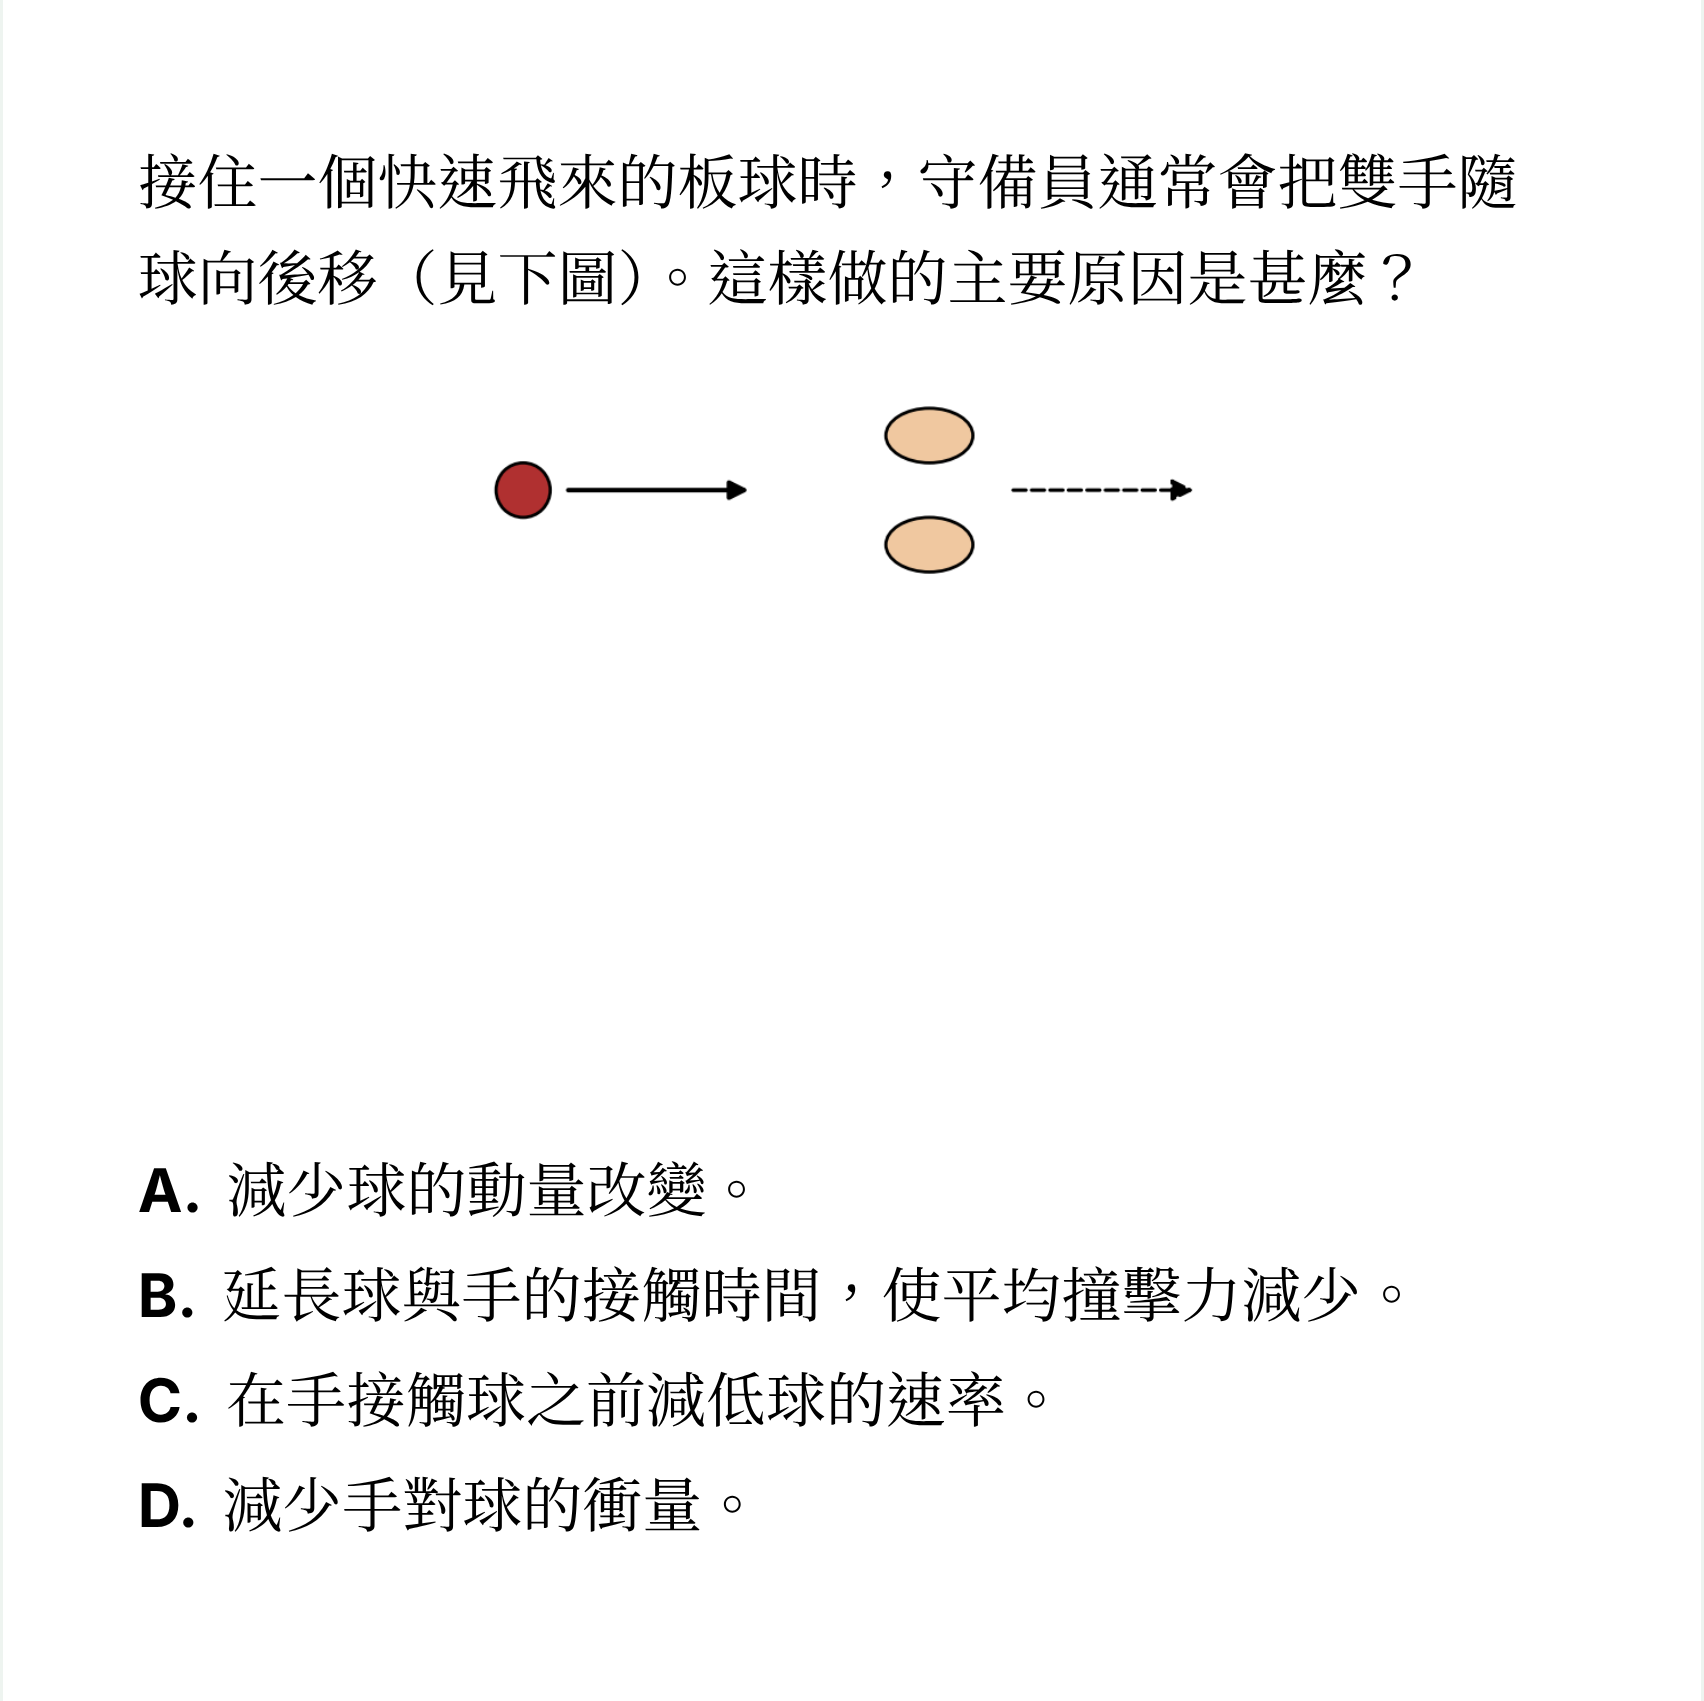 接住一個快速飛來的板球時，守備員通常會把雙手隨
球向後移（見下圖）。這樣做的主要原因是甚麼？
A. 減少球的動量改變。
B. 延長球與手的接觸時間，使平均撞擊力減少。
C. 在手接觸球之前減低球的速率。
D. 減少手對球的衝量。